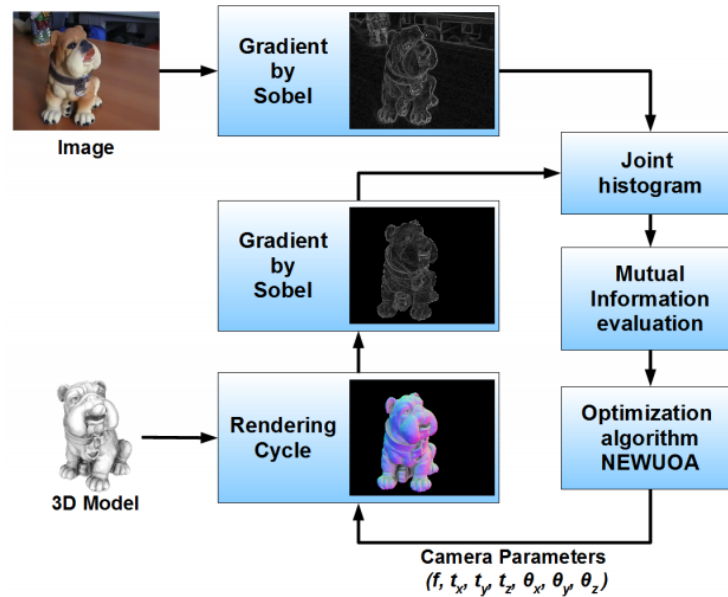 Gradient
by
Sobel
Image
Joint
histogram
Gradient
by
Sobel
Mutual
Information
evaluation
Rendering
Cycle
3D Model
Optimization
algorithm
NEWUOA
Camera Parameters
(f, tx, ty, tz, θx, θy, θz)